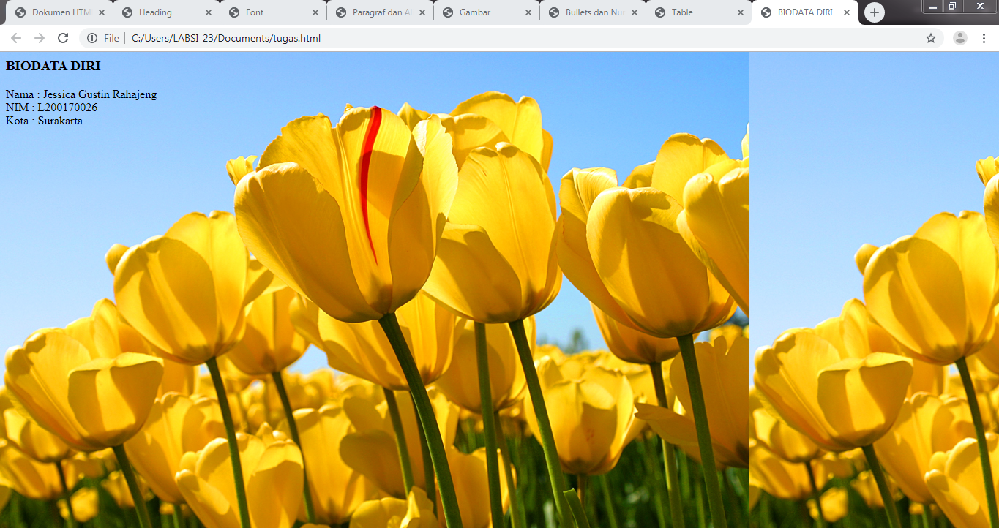 Dokumen HTM
Heading
Font
Paragraf dan Al
Gambar
Bullets dan Nu
Table
BIODATA DIRI
File
C:/Users/LABSI-23/Documents/tugas.html
BIODATA DIRI
Nama : Jessica Gustin Rahajeng
NIM : L200170026
Kota : Surakarta